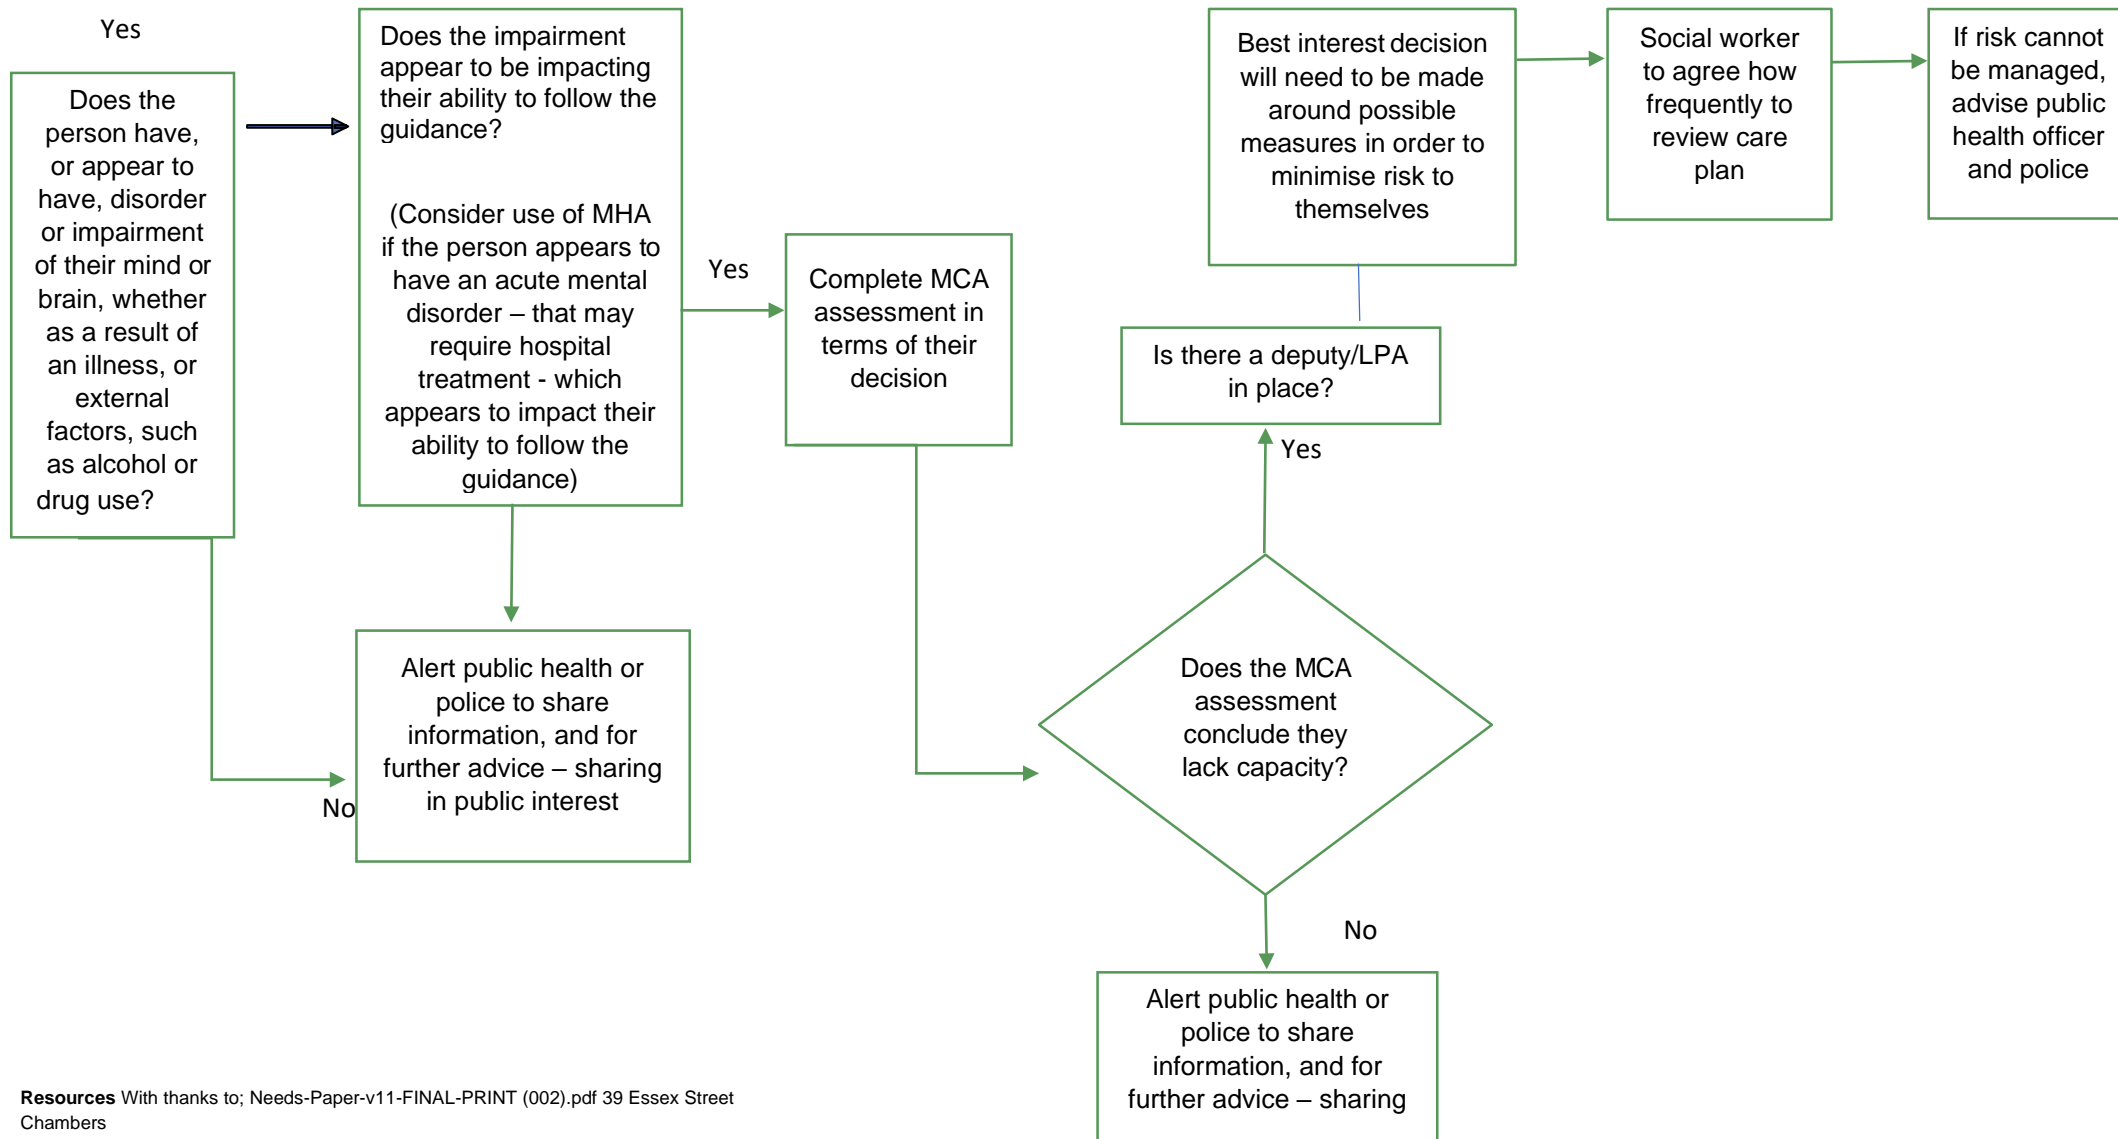 Yes
Does the
person have,
or appear to
have, disorder
or impairment
of their mind or
brain, whether
as a result of
an illness, or
external
factors, such
as alcohol or
drug use?
Does the impairment
appear to be impacting
their ability to follow the
guidance?
(Consider use of MHA
if the person appears to
have an acute mental
disorder – that may
require hospital
treatment - which
appears to impact their
ability to follow the
guidance)
Yes
Complete MCA
assessment in
terms of their
decision
No
Alert public health or
police to share
information, and for
further advice – sharing
in public interest
Best interest decision
will need to be made
around possible
measures in order to
minimise risk to
themselves
Social worker
to agree how
frequently to
review care
plan
If risk cannot
be managed,
advise public
health officer
and police
Is there a deputy/LPA
in place?
Yes
Does the MCA
assessment
conclude they
lack capacity?
No
Alert public health or
police to share
information, and for
further advice – sharing
Resources With thanks to; Needs-Paper-v11-FINAL-PRINT (002).pdf 39 Essex Street
Chambers